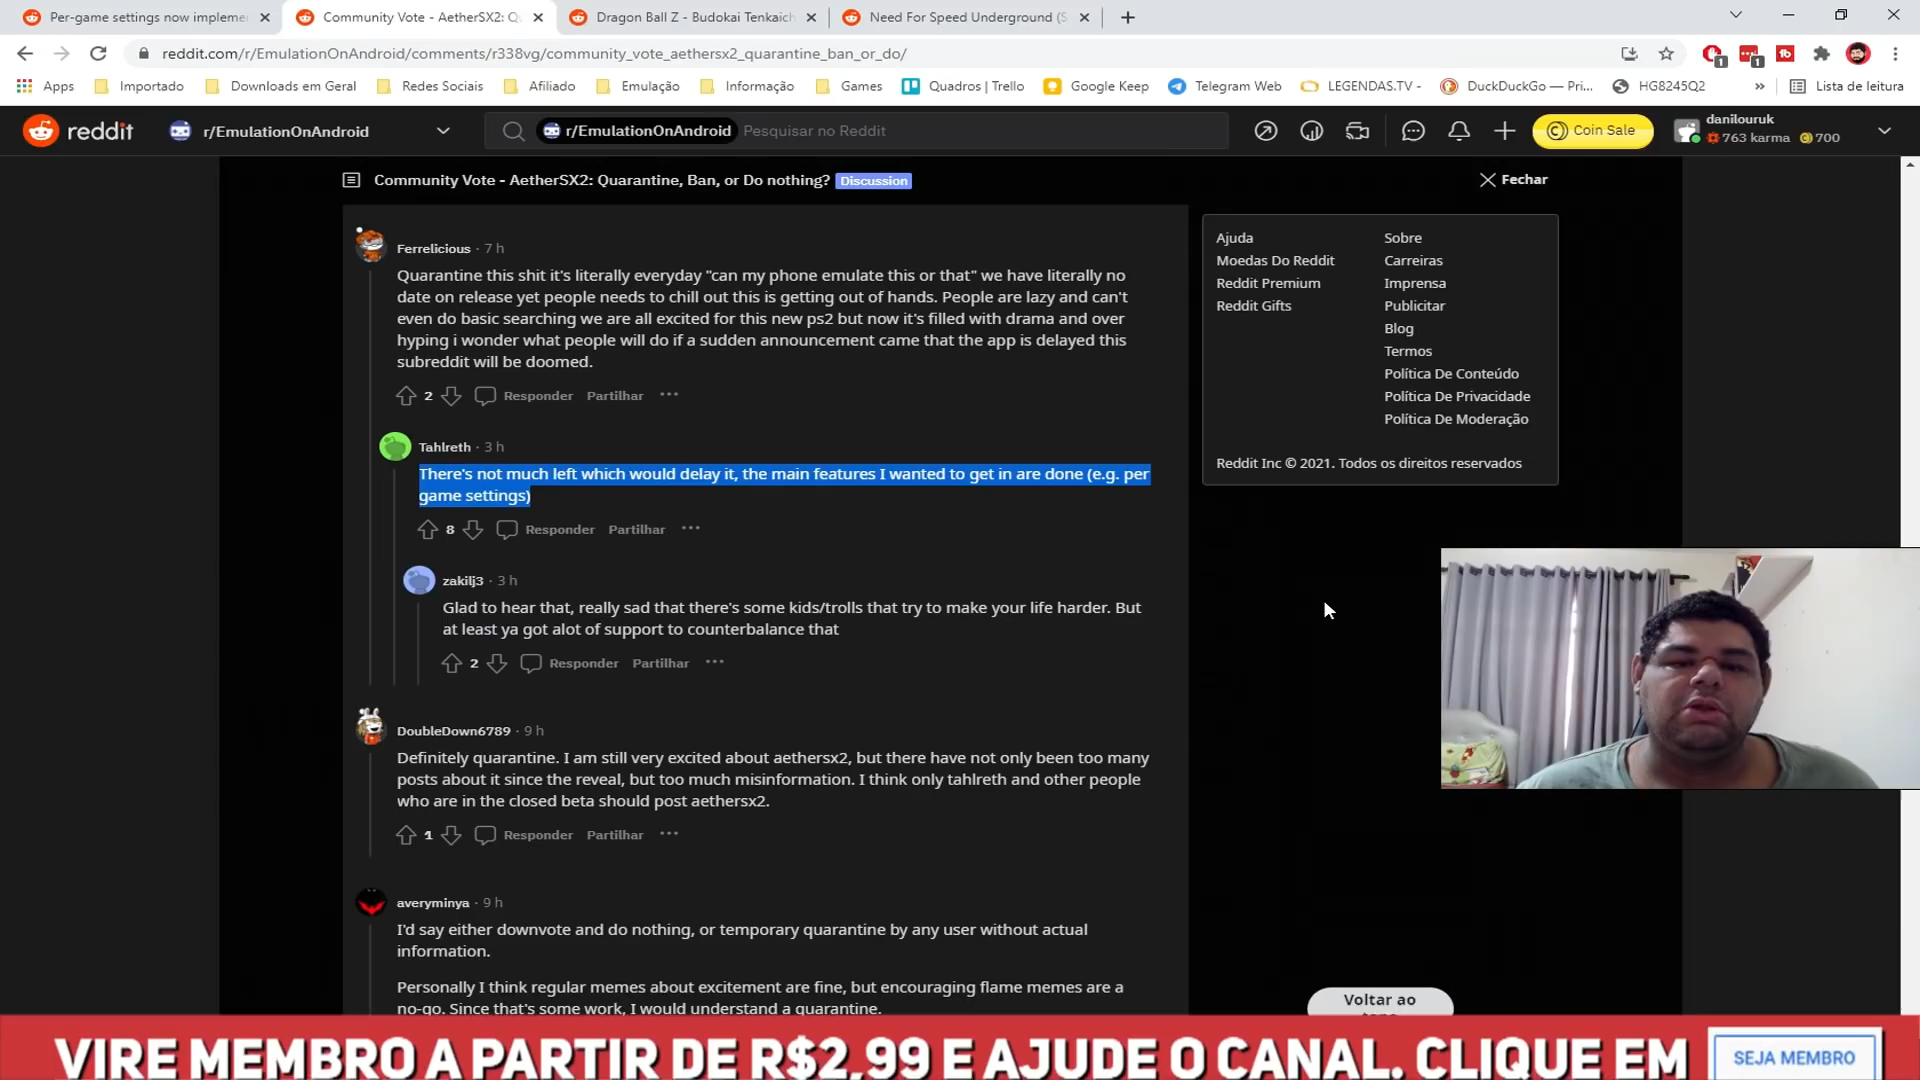 Per-game settings now impleme
Community Vote - AetherSX2: Q
Dragon Ball Z - Budokai Tenkaich
Need For Speed Underground (S
reddit.com/r/EmulationOnAndroid/comments/r338vg/community_vote_aethersx2_quarantine_ban_or_do/
Apps Importado Downloads em Geral Redes Sociais Afiliado Emulação Informação Games Quadros | Trello Google Keep Telegram Web LEGENDAS.TV - DuckDuckGo — Pri... HG8245Q2 » Lista de leitura
reddit r/EmulationOnAndroid r/EmulationOnAndroid Pesquisar no Reddit Coin Sale danilouruk
763 karma 700
Community Vote - AetherSX2: Quarantine, Ban, or Do nothing? Discussion
Fechar
Ferrelicious · 7 h
Quarantine this shit it's literally everyday "can my phone emulate this or that" we have literally no
date on release yet people needs to chill out this is getting out of hands. People are lazy and can't
even do basic searching we are all excited for this new ps2 but now it's filled with drama and over
hyping i wonder what people will do if a sudden announcement came that the app is delayed this
subreddit will be doomed.
2 Responder Partilhar ···
Tahlreth · 3 h
There's not much left which would delay it, the main features I wanted to get in are done (e.g. per
game settings)
8 Responder Partilhar ···
zakilj3 · 3 h
Glad to hear that, really sad that there's some kids/trolls that try to make your life harder. But
at least ya got alot of support to counterbalance that
2 Responder Partilhar ···
DoubleDown6789 · 9 h
Definitely quarantine. I am still very excited about aethersx2, but there have not only been too many
posts about it since the reveal, but too much misinformation. I think only tahlreth and other people
who are in the closed beta should post aethersx2.
1 Responder Partilhar ···
averyminya · 9 h
I'd say either downvote and do nothing, or temporary quarantine by any user without actual
information.
Personally I think regular memes about excitement are fine, but encouraging flame memes are a
no-go. Since that's some work, I would understand a quarantine.
Ajuda
Moedas Do Reddit
Reddit Premium
Reddit Gifts
Sobre
Carreiras
Imprensa
Publicitar
Blog
Termos
Política De Conteúdo
Política De Privacidade
Política De Moderação
Reddit Inc © 2021. Todos os direitos reservados
Voltar ao
VIRE MEMBRO A PARTIR DE R$2,99 E AJUDE O CANAL. CLIQUE EM
SEJA MEMBRO